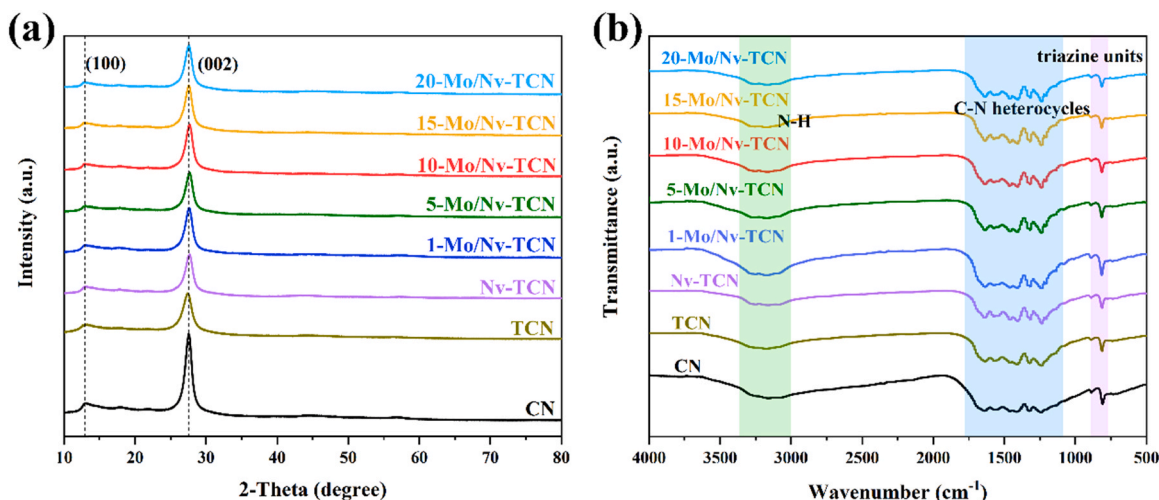 (a)
(100)
(002)
20-Mo/Nv-TCN
15-Mo/Nv-TCN
10-Mo/Nv-TCN
5-Mo/Nv-TCN
1-Mo/Nv-TCN
Nv-TCN
TCN
CN
Intensity (a.u.)
10 20 30 40 50 60 70 80
2-Theta (degree)
(b)
20-Mo/Nv-TCN
triazine units
15-Mo/Nv-TCN
C-N heterocycles
N-H
10-Mo/Nv-TCN
5-Mo/Nv-TCN
1-Mo/Nv-TCN
Nv-TCN
TCN
CN
Transmittance (a.u.)
4000 3500 3000 2500 2000 1500 1000 500
Wavenumber (cm⁻¹)